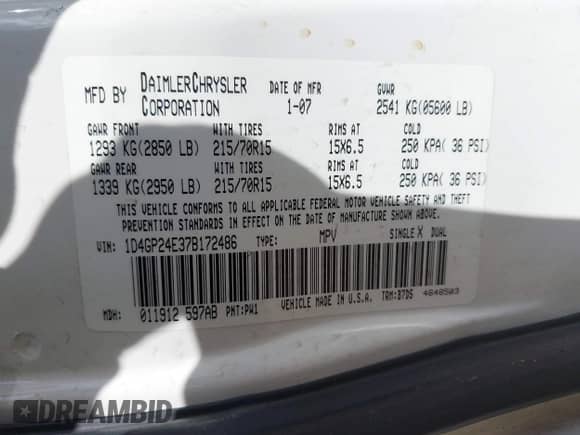 MFD BY DAIMLERCHRYSLER CORPORATION DATE OF MFR 1-07 GVWR 2541 KG(05600 LB)
GAWR FRONT WITH TIRES RIMS AT COLD
1293 KG(2850 LB) 215/70R15 15X6.5 250 KPA( 36 PSI)
GAWR REAR WITH TIRES RIMS AT COLD
1339 KG(2950 LB) 215/70R15 15X6.5 250 KPA( 36 PSI)
THIS VEHICLE CONFORMS TO ALL APPLICABLE FEDERAL MOTOR VEHICLE SAFETY AND THEFT
PREVENTION STANDARDS IN EFFECT ON THE DATE OF MANUFACTURE SHOWN ABOVE.
VIN: 1D4GP24E37B172486 TYPE: MPV SINGLE X DUAL
MDH: 011912 597AB PNT:PW1 VEHICLE MADE IN U.S.A. TRM:B7D5 4648503
DREAMBID